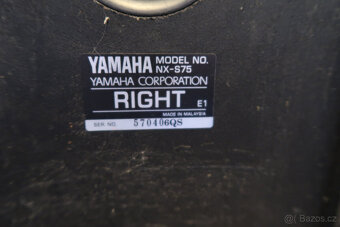 YAMAHA MODEL NO. NX-S75
YAMAHA CORPORATION
RIGHT E1
MADE IN MALAYSIA
SER. NO. 570406QS
Bazos.cz